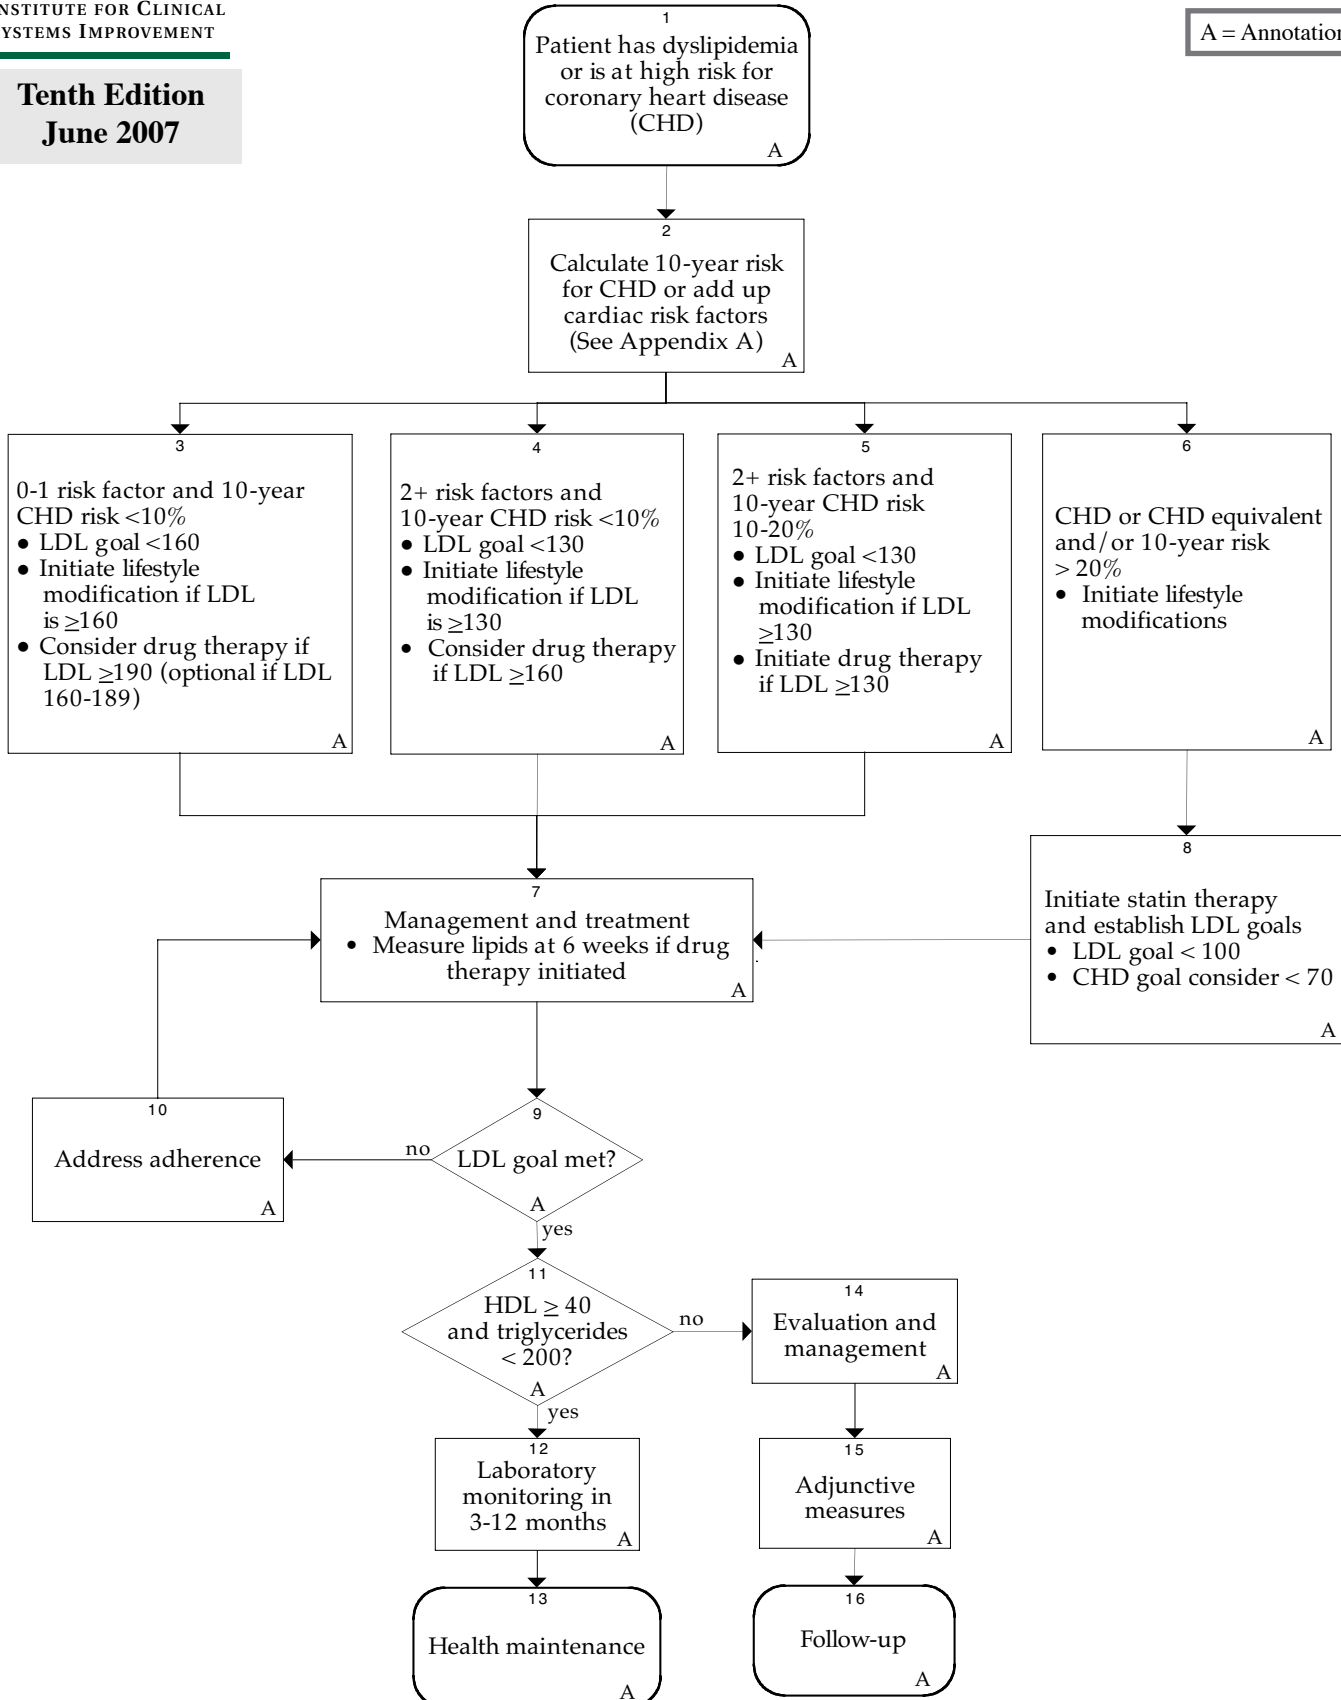 NSTITUTE FOR CLINICAL
YSTEMS IMPROVEMENT
Tenth Edition
June 2007
A = Annotation
1
Patient has dyslipidemia
or is at high risk for
coronary heart disease
(CHD)
A
2
Calculate 10-year risk
for CHD or add up
cardiac risk factors
(See Appendix A)
A
3
0-1 risk factor and 10-year
CHD risk <10%
• LDL goal <160
• Initiate lifestyle
modification if LDL
is ≥160
• Consider drug therapy if
LDL ≥190 (optional if LDL
160-189)
A
4
2+ risk factors and
10-year CHD risk <10%
• LDL goal <130
• Initiate lifestyle
modification if LDL
is ≥130
• Consider drug therapy
if LDL ≥160
A
5
2+ risk factors and
10-year CHD risk
10-20%
• LDL goal <130
• Initiate lifestyle
modification if LDL
≥130
• Initiate drug therapy
if LDL ≥130
A
6
CHD or CHD equivalent
and/or 10-year risk
> 20%
• Initiate lifestyle
modifications
A
7
Management and treatment
• Measure lipids at 6 weeks if drug
therapy initiated
A
8
Initiate statin therapy
and establish LDL goals
• LDL goal < 100
• CHD goal consider < 70
A
9
LDL goal met?
A
no
yes
10
Address adherence
A
11
HDL ≥ 40
and triglycerides
< 200?
A
no
yes
12
Laboratory
monitoring in
3-12 months
A
13
Health maintenance
A
14
Evaluation and
management
A
15
Adjunctive
measures
A
16
Follow-up
A